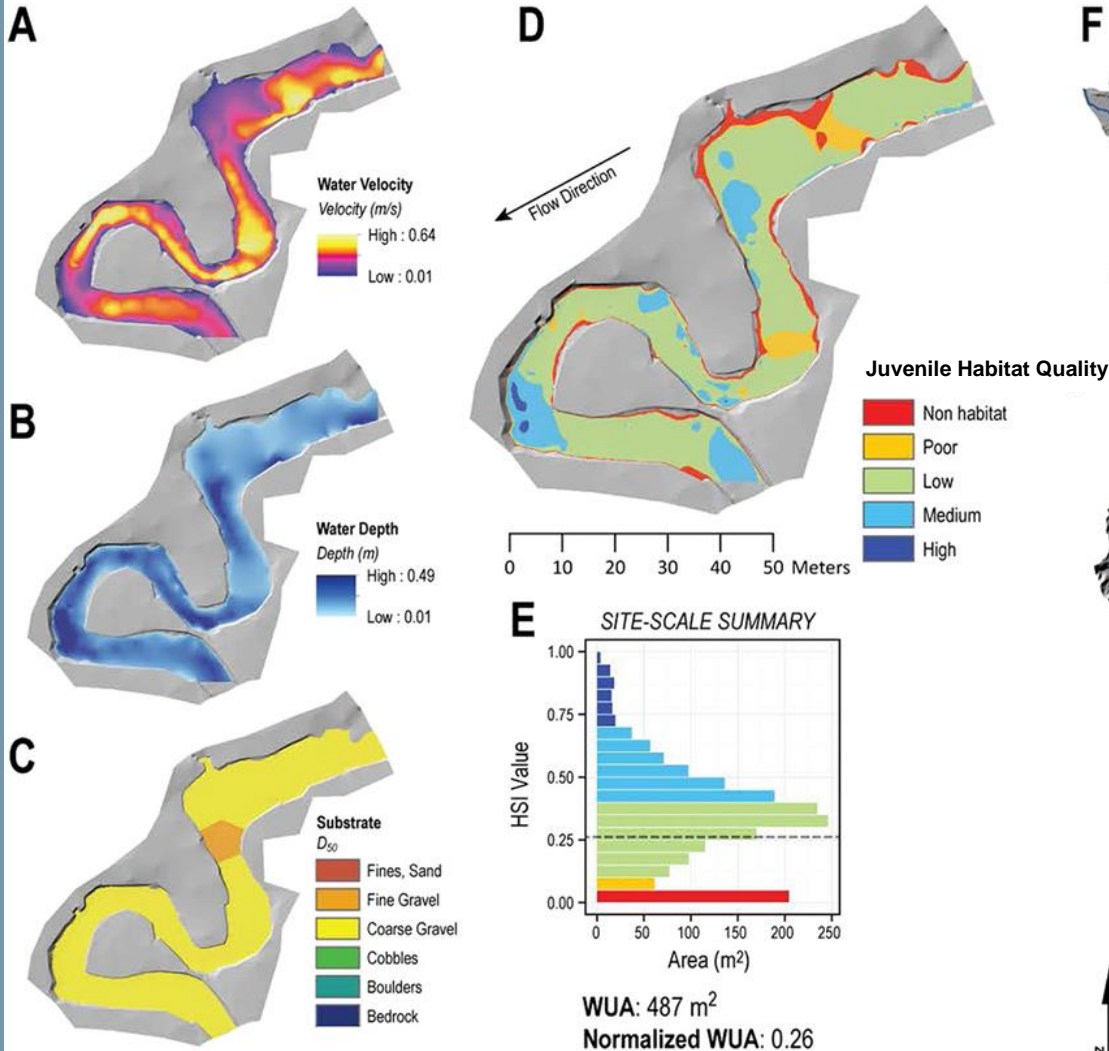 A
Water Velocity
Velocity (m/s)
High : 0.64
Low : 0.01
B
Water Depth
Depth (m)
High : 0.49
Low : 0.01
C
Substrate
D50
Fines, Sand
Fine Gravel
Coarse Gravel
Cobbles
Boulders
Bedrock
D
Flow Direction
Juvenile Habitat Quality
Non habitat
Poor
Low
Medium
High
0 10 20 30 40 50 Meters
E
SITE-SCALE SUMMARY
HSI Value
1.00
0.75
0.50
0.25
0.00
0 50 100 150 200 250
Area (m²)
WUA: 487 m²
Normalized WUA: 0.26
F
N